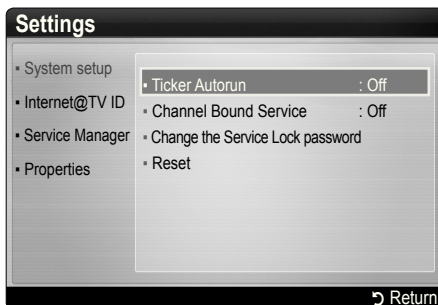 Settings
System setup
Internet@TV ID
Service Manager
Properties
Ticker Autorun : Off
Channel Bound Service : Off
Change the Service Lock password
Reset
Return